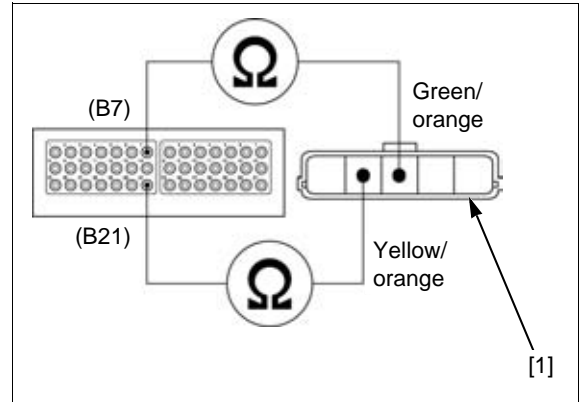 Ω
Green/
orange
(B7)
(B21)
Yellow/
orange
Ω
[1]